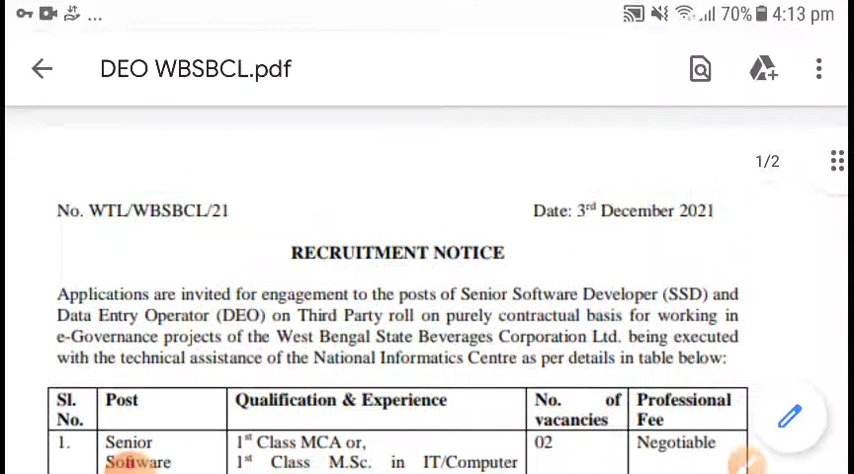 ... 70% 4:13 pm
DEO WBSBCL.pdf
1/2
No. WTL/WBSBCL/21 Date: 3rd December 2021
RECRUITMENT NOTICE
Applications are invited for engagement to the posts of Senior Software Developer (SSD) and
Data Entry Operator (DEO) on Third Party roll on purely contractual basis for working in
e-Governance projects of the West Bengal State Beverages Corporation Ltd. being executed
with the technical assistance of the National Informatics Centre as per details in table below:
Sl. Post Qualification & Experience No. of Professional
No. vacancies Fee
1. Senior 1st Class MCA or, 02 Negotiable
Software 1st Class M.Sc. in IT/Computer